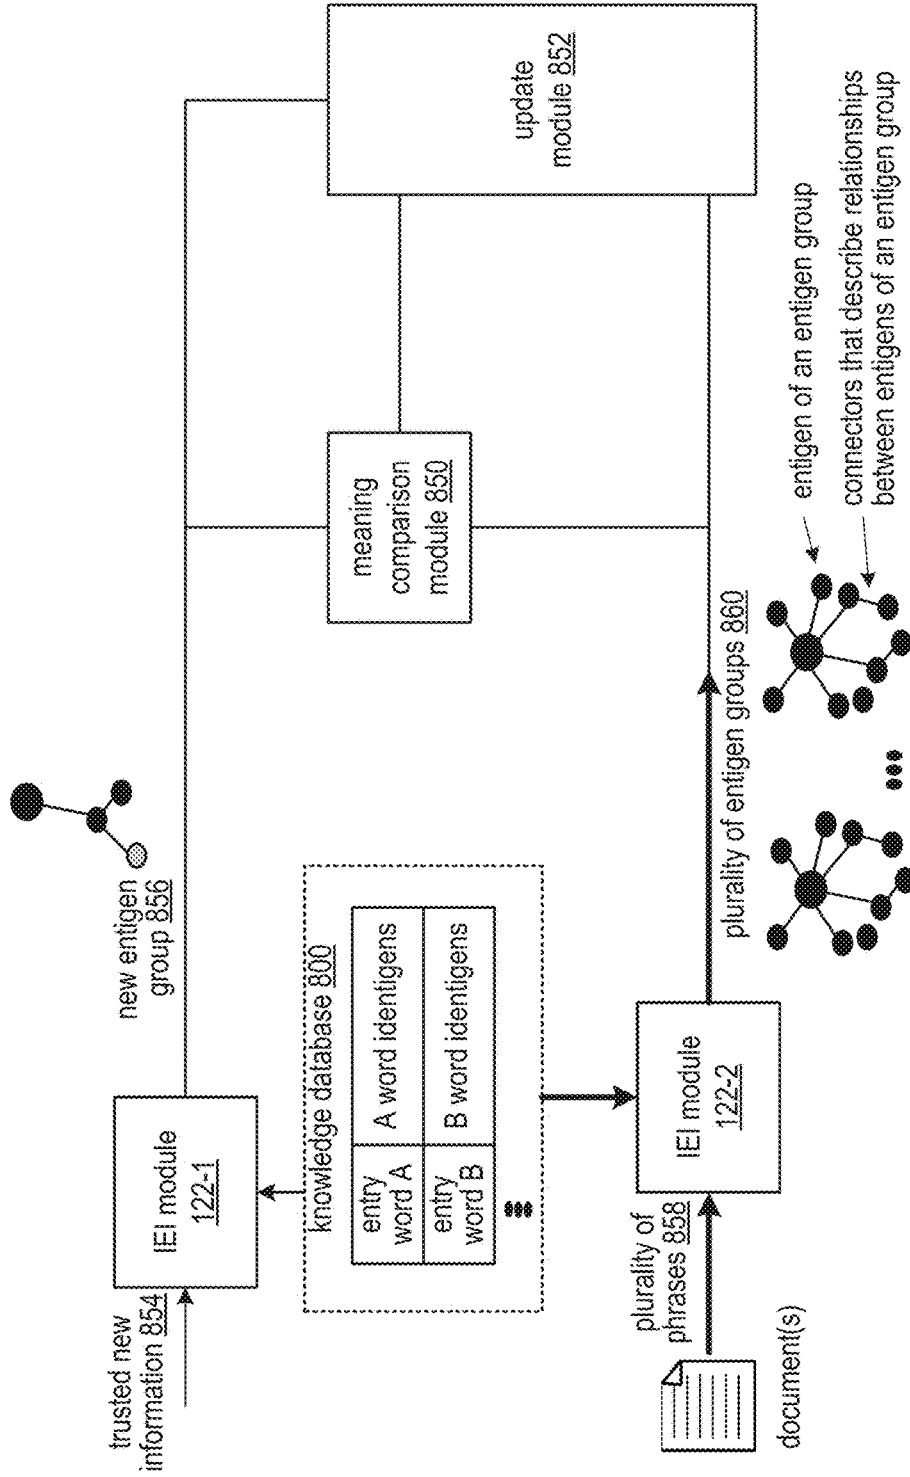 trusted new
information 854
IEI module
122-1
new entigen
group 856
knowledge database 800
entry
word A
A word identigens
entry
word B
B word identigens
meaning
comparison
module 850
update
module 852
document(s)
plurality of
phrases 858
IEI module
122-2
plurality of entigen groups 860
entigen of an entigen group
connectors that describe relationships
between entigens of an entigen group